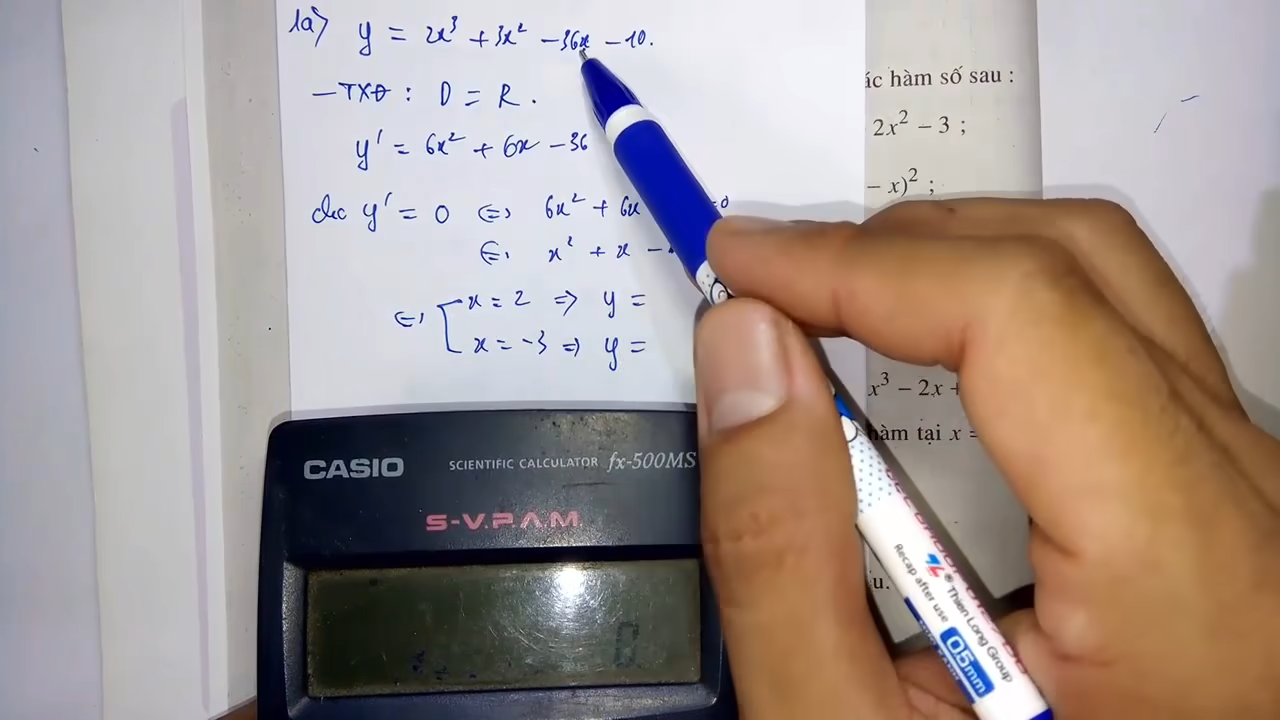 1a) y = 2x³ + 3x² - 36x - 10.
- TXĐ : D = R.
y' = 6x² + 6x - 36
cho y' = 0 ⇔ 6x² + 6x = 0
⇔ x² + x -
⇔ [ x = 2 ⇒ y =
x = -3 ⇒ y =
ác hàm số sau :
2x² – 3 ;
– x)² ;
x³ – 2x +
hàm tại x =
u.
CASIO SCIENTIFIC CALCULATOR fx-500MS
S-V.P.A.M.
0
Recap after use
Thien Long Group
0.5mm